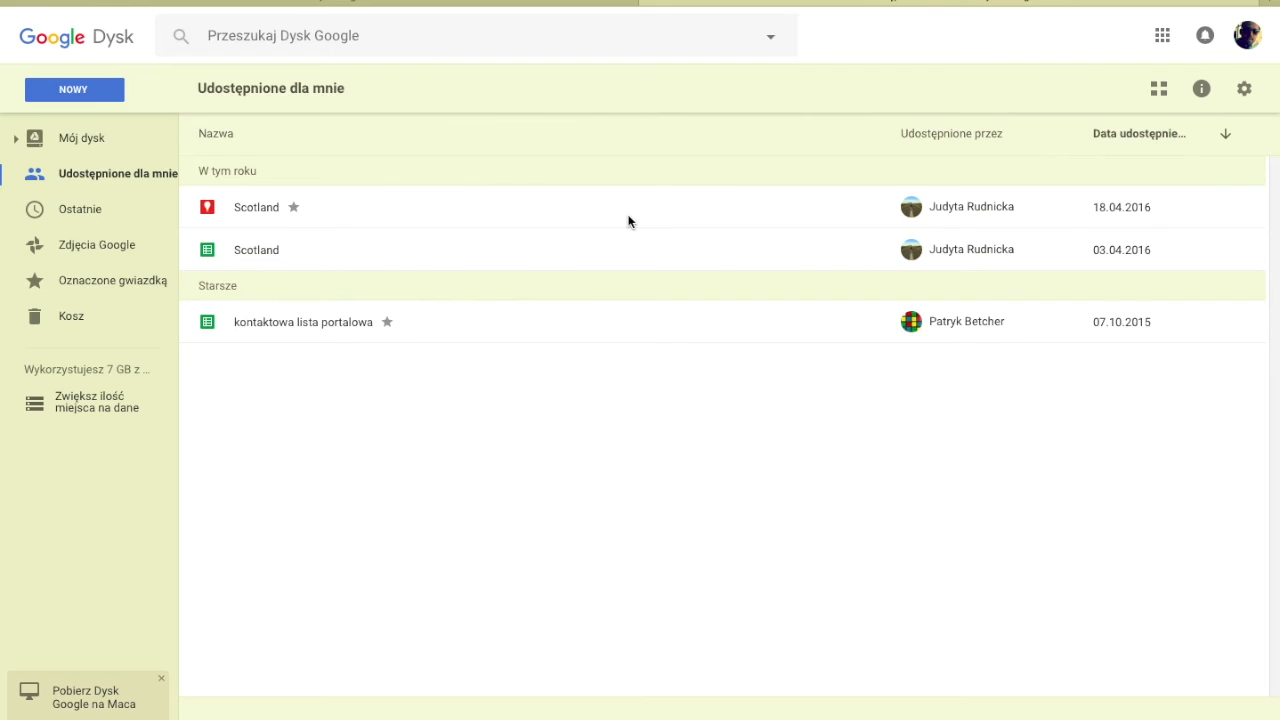 Google Dysk
Przeszukaj Dysk Google
NOWY
Udostępnione dla mnie
Mój dysk
Udostępnione dla mnie
Ostatnie
Zdjęcia Google
Oznaczone gwiazdką
Kosz
Wykorzystujesz 7 GB z ...
Zwiększ ilość
miejsca na dane
Pobierz Dysk
Google na Maca
Nazwa Udostępnione przez Data udostępnie...
W tym roku
Scotland Judyta Rudnicka 18.04.2016
Scotland Judyta Rudnicka 03.04.2016
Starsze
kontaktowa lista portalowa Patryk Betcher 07.10.2015